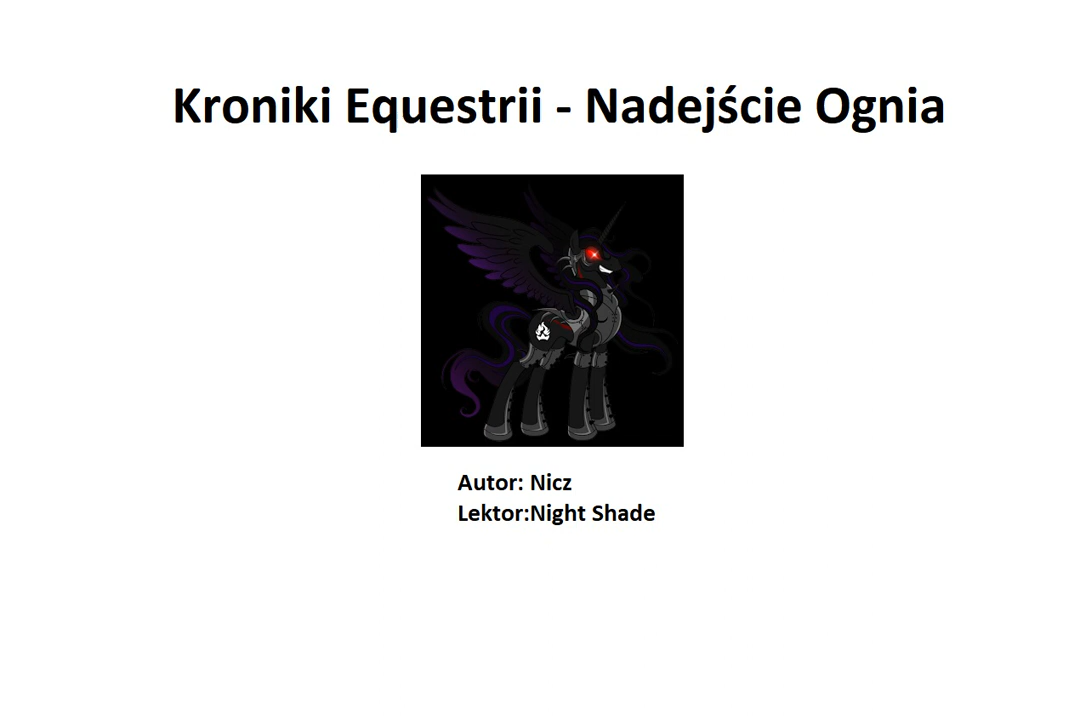 Kroniki Equestrii - Nadejście Ognia
Autor: Nicz
Lektor:Night Shade